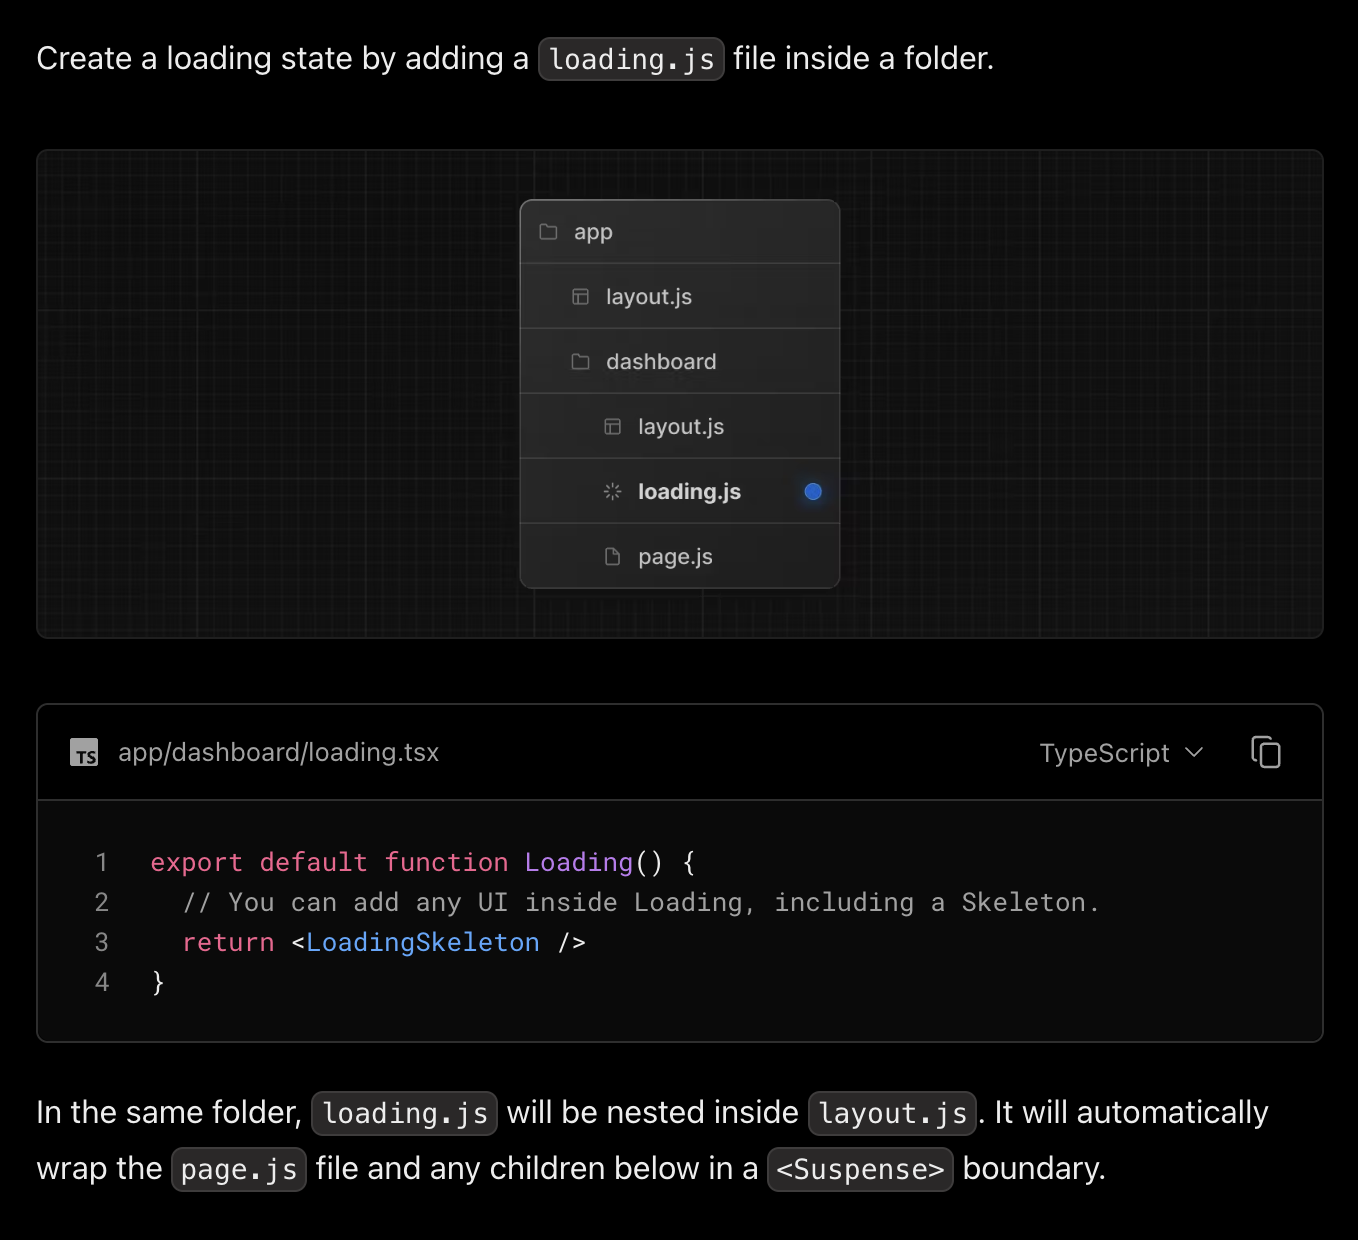 Create a loading state by adding a loading.js file inside a folder.
app
layout.js
dashboard
layout.js
loading.js
page.js
TS app/dashboard/loading.tsx TypeScript
1 export default function Loading() {
2   // You can add any UI inside Loading, including a Skeleton.
3   return <LoadingSkeleton />
4 }
In the same folder, loading.js will be nested inside layout.js. It will automatically
wrap the page.js file and any children below in a <Suspense> boundary.